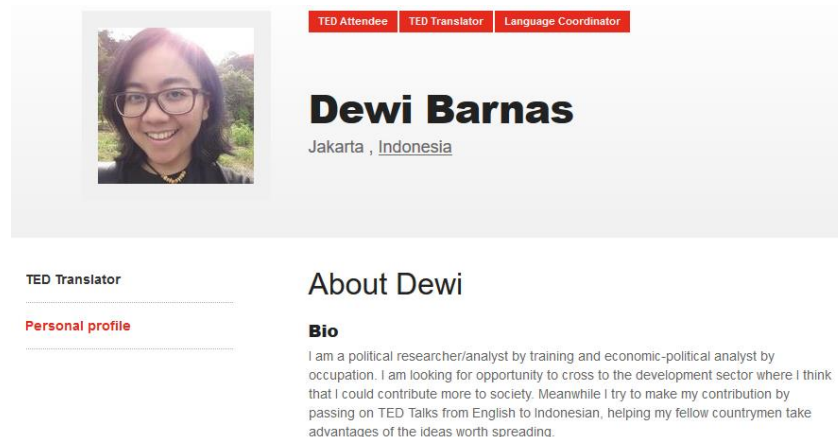 TED Attendee TED Translator Language Coordinator
Dewi Barnas
Jakarta , Indonesia
TED Translator
Personal profile
About Dewi
Bio
I am a political researcher/analyst by training and economic-political analyst by
occupation. I am looking for opportunity to cross to the development sector where I think
that I could contribute more to society. Meanwhile I try to make my contribution by
passing on TED Talks from English to Indonesian, helping my fellow countrymen take
advantages of the ideas worth spreading.